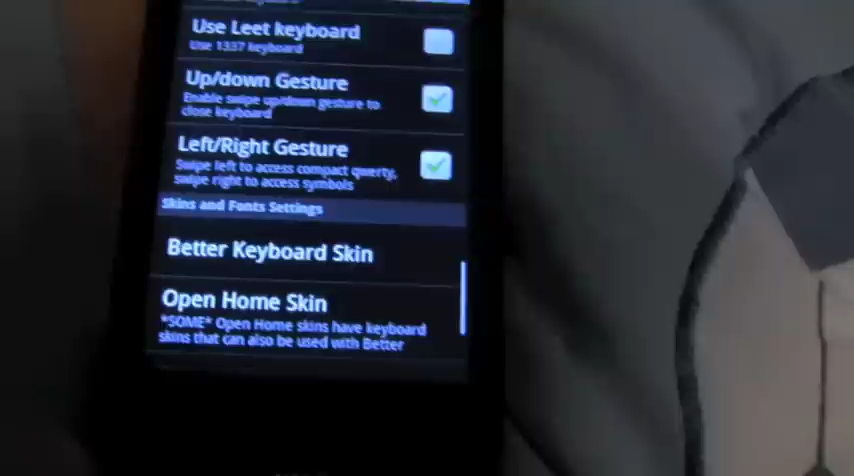 Use Leet keyboard
Use 1337 keyboard
Up/down Gesture
Enable swipe up/down gesture to
close keyboard
Left/Right Gesture
Swipe left to access compact qwerty,
swipe right to access symbols
Skins and Fonts Settings
Better Keyboard Skin
Open Home Skin
*SOME* Open Home skins have keyboard
skins that can also be used with Better